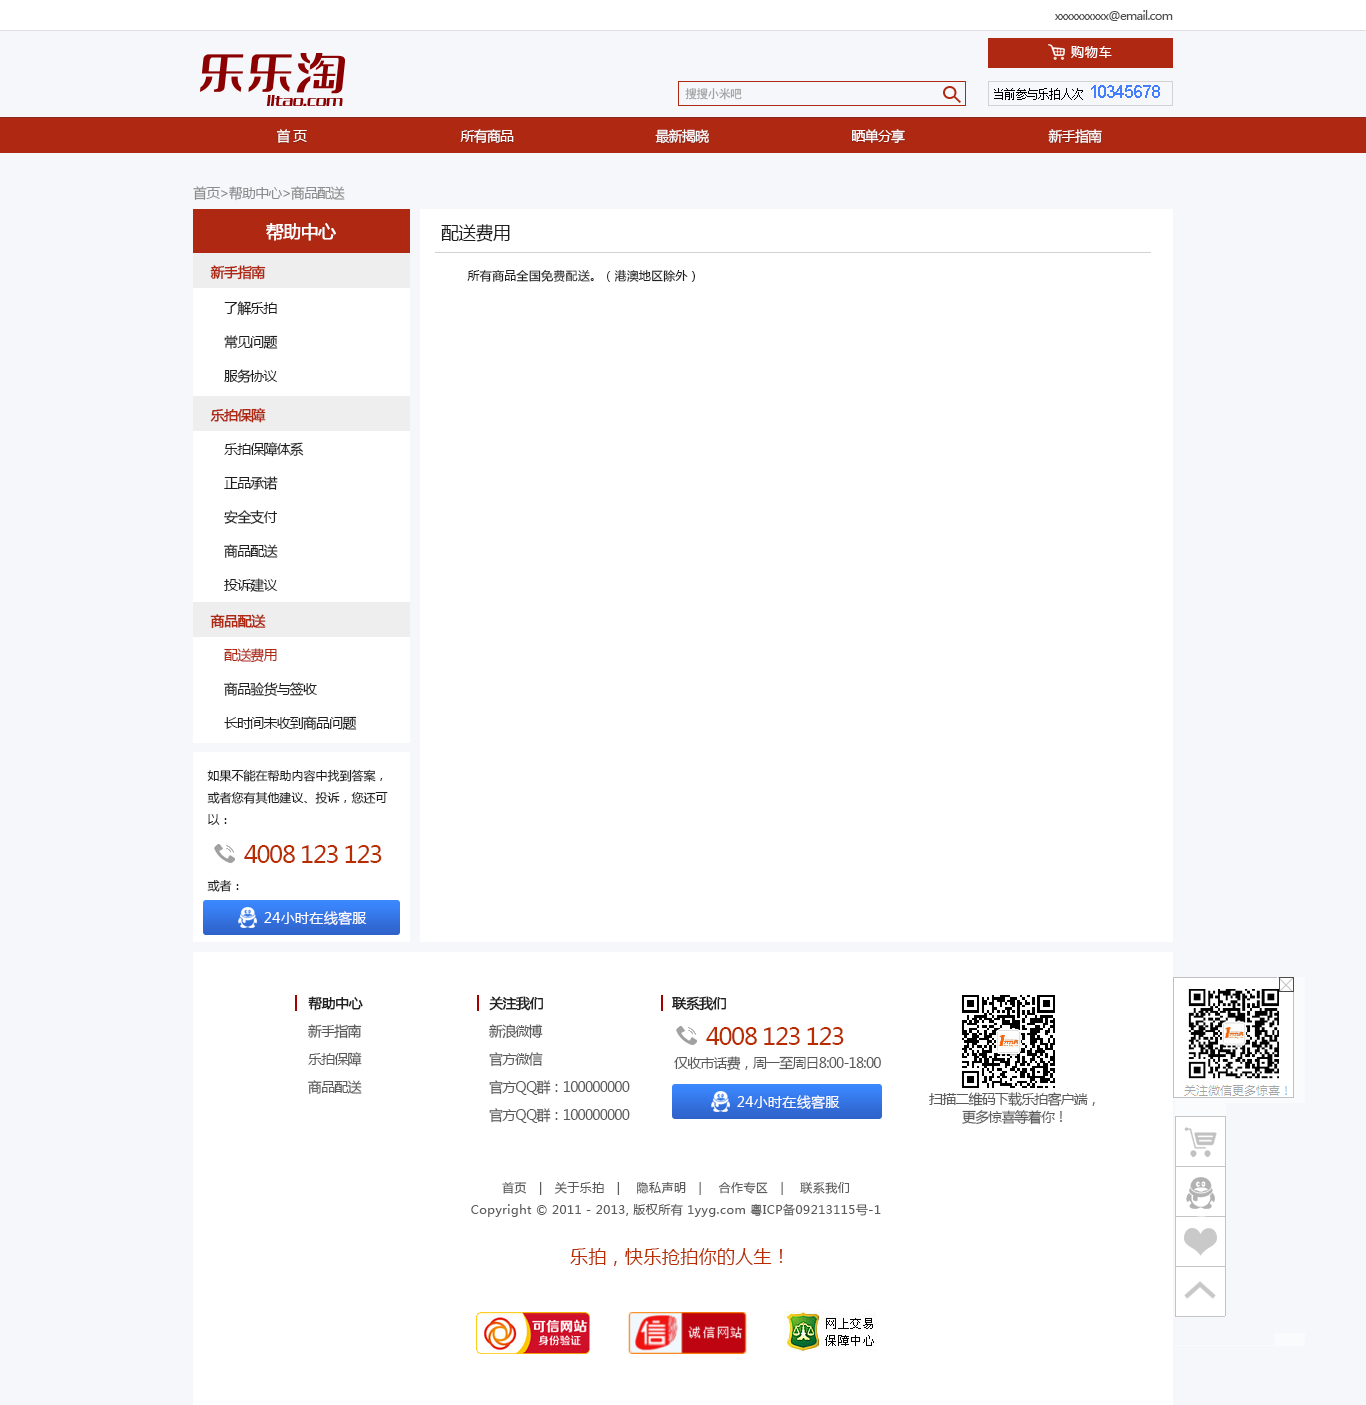 xxxxxxxxxx@email.com
乐乐淘
lltao.com
购物车
搜搜小米吧
当前参与乐拍人次 10345678
首 页 所有商品 最新揭晓 晒单分享 新手指南
首页>帮助中心>商品配送
帮助中心
新手指南
了解乐拍
常见问题
服务协议
乐拍保障
乐拍保障体系
正品承诺
安全支付
商品配送
投诉建议
商品配送
配送费用
商品验货与签收
长时间未收到商品问题
如果不能在帮助内容中找到答案，
或者您有其他建议、投诉，您还可
以：
4008 123 123
或者：
24小时在线客服
配送费用
所有商品全国免费配送。（港澳地区除外）
帮助中心
新手指南
乐拍保障
商品配送
关注我们
新浪微博
官方微信
官方QQ群：100000000
官方QQ群：100000000
联系我们
4008 123 123
仅收市话费，周一至周日8:00-18:00
24小时在线客服
扫描二维码下载乐拍客户端，
更多惊喜等着你！
关注微信更多惊喜！
首页 | 关于乐拍 | 隐私声明 | 合作专区 | 联系我们
Copyright © 2011 - 2013, 版权所有 1yyg.com 粤ICP备09213115号-1
乐拍，快乐抢拍你的人生！
可信网站
身份验证
信
诚信网站
网上交易
保障中心